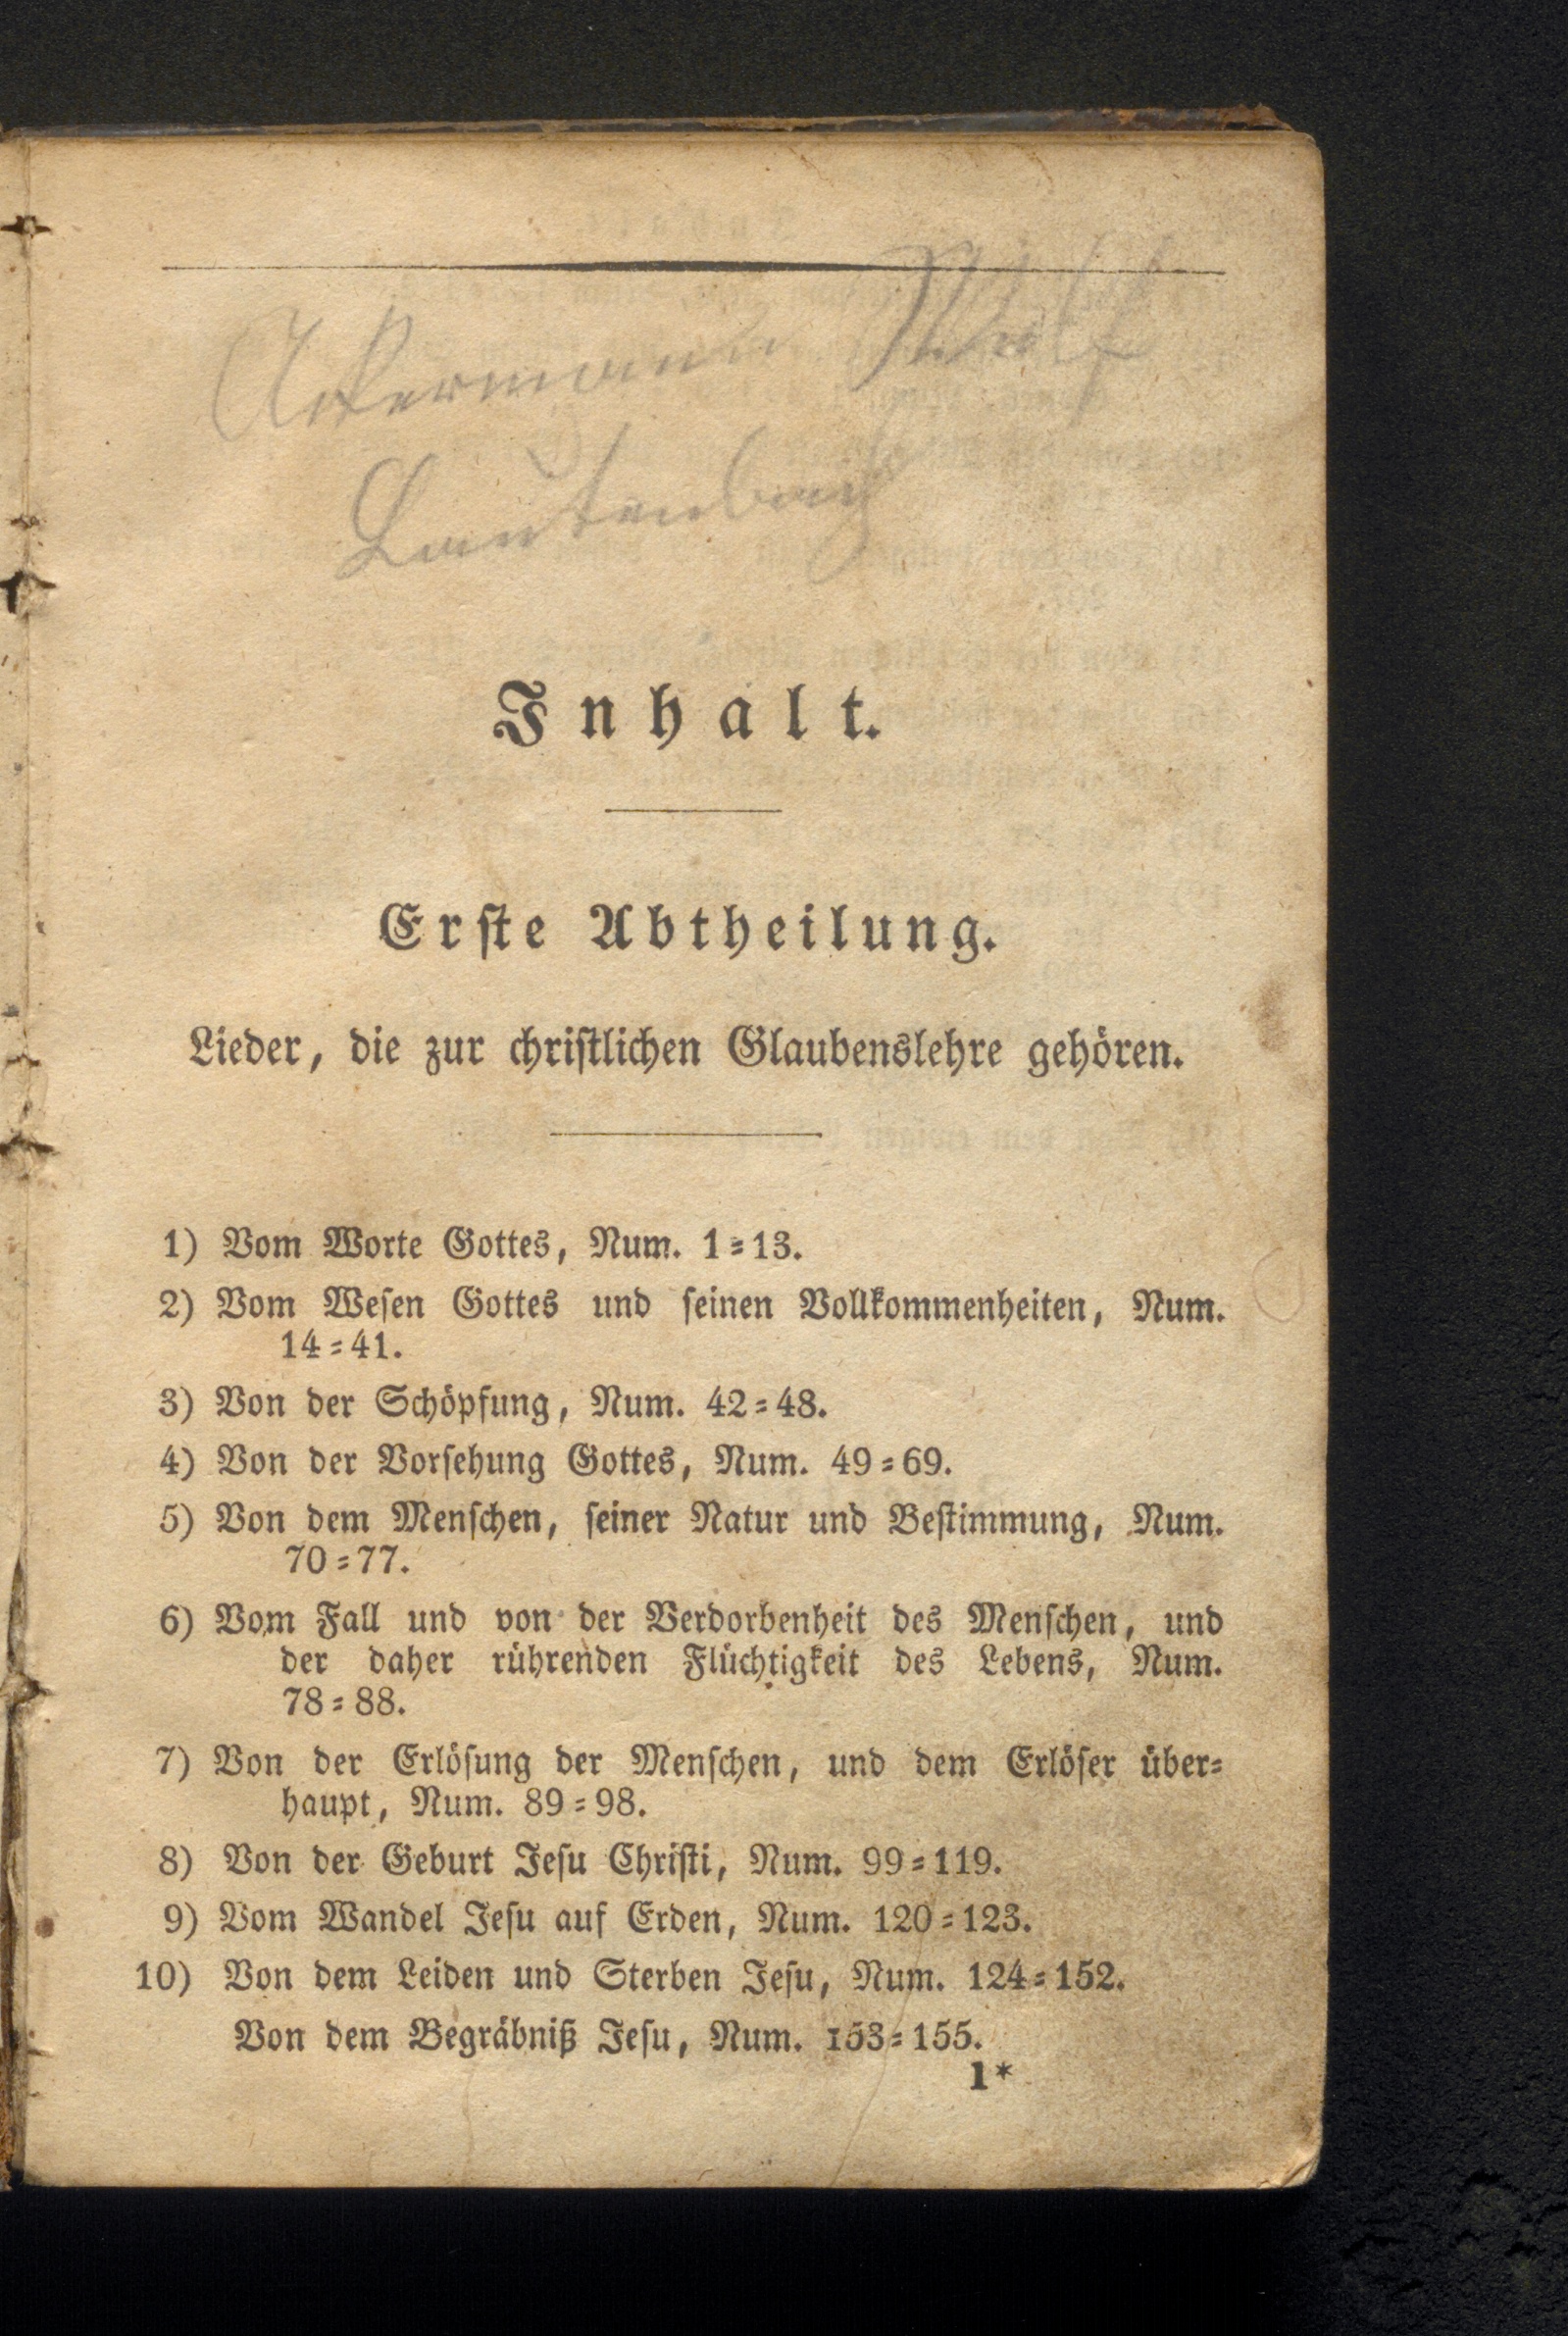 Ackermann
Lautenbach
Inhalt.
Erste Abtheilung.
Lieder, die zur christlichen Glaubenslehre gehören.
1) Vom Worte Gottes, Num. 1=13.
2) Vom Wesen Gottes und seinen Vollkommenheiten, Num.
14=41.
3) Von der Schöpfung, Num. 42=48.
4) Von der Vorsehung Gottes, Num. 49=69.
5) Von dem Menschen, seiner Natur und Bestimmung, Num.
70=77.
6) Vom Fall und von der Verdorbenheit des Menschen, und
der daher rührenden Flüchtigkeit des Lebens, Num.
78=88.
7) Von der Erlösung der Menschen, und dem Erlöser über=
haupt, Num. 89=98.
8) Von der Geburt Jesu Christi, Num. 99=119.
9) Vom Wandel Jesu auf Erden, Num. 120=123.
10) Von dem Leiden und Sterben Jesu, Num. 124=152.
Von dem Begräbniß Jesu, Num. 153=155.
1*